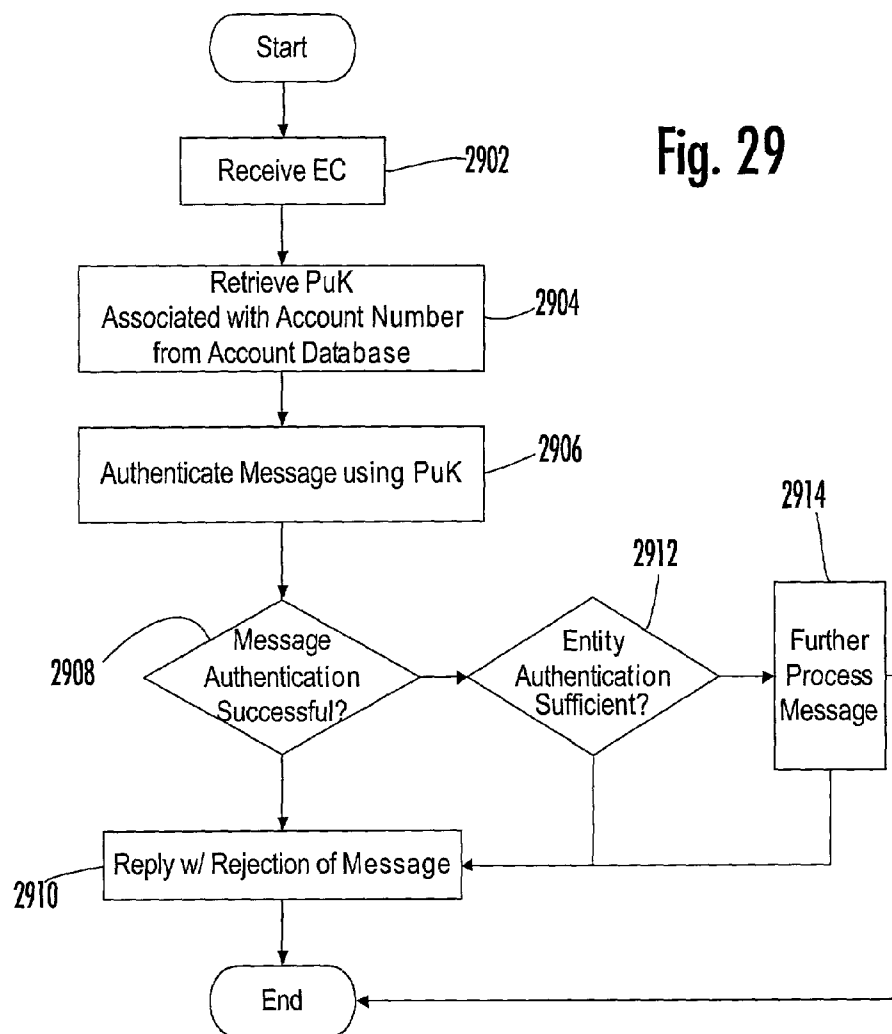 Start
Fig. 29
Receive EC
2902
Retrieve PuK
Associated with Account Number
from Account Database
2904
Authenticate Message using PuK
2906
2908
Message
Authentication
Successful?
2912
Entity
Authentication
Sufficient?
2914
Further
Process
Message
Reply w/ Rejection of Message
2910
End